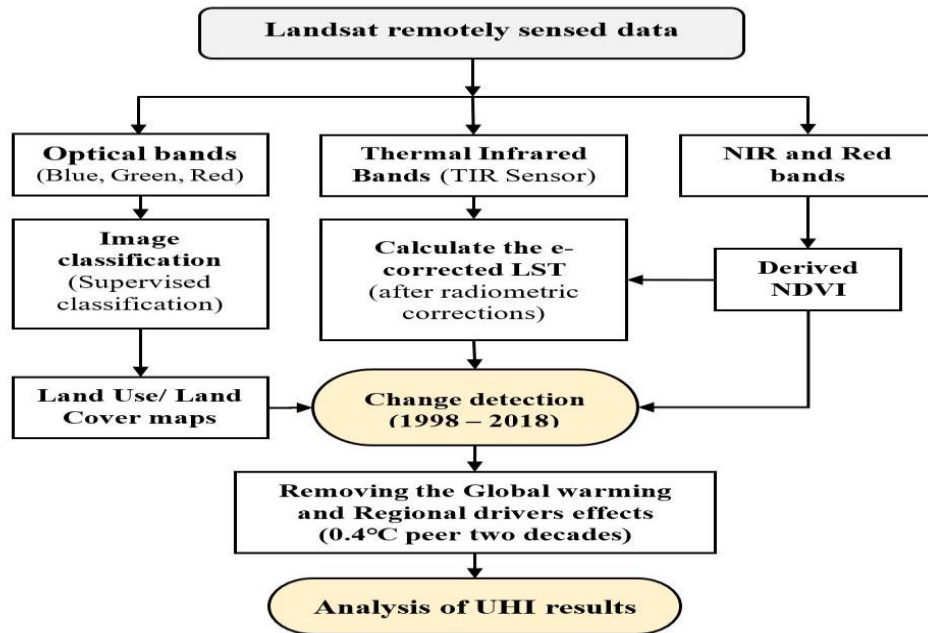 Landsat remotely sensed data
Optical bands
(Blue, Green, Red)
Thermal Infrared
Bands (TIR Sensor)
NIR and Red
bands
Image
classification
(Supervised
classification)
Calculate the e-
corrected LST
(after radiometric
corrections)
Derived
NDVI
Land Use/ Land
Cover maps
Change detection
(1998 – 2018)
Removing the Global warming
and Regional drivers effects
(0.4°C peer two decades)
Analysis of UHI results